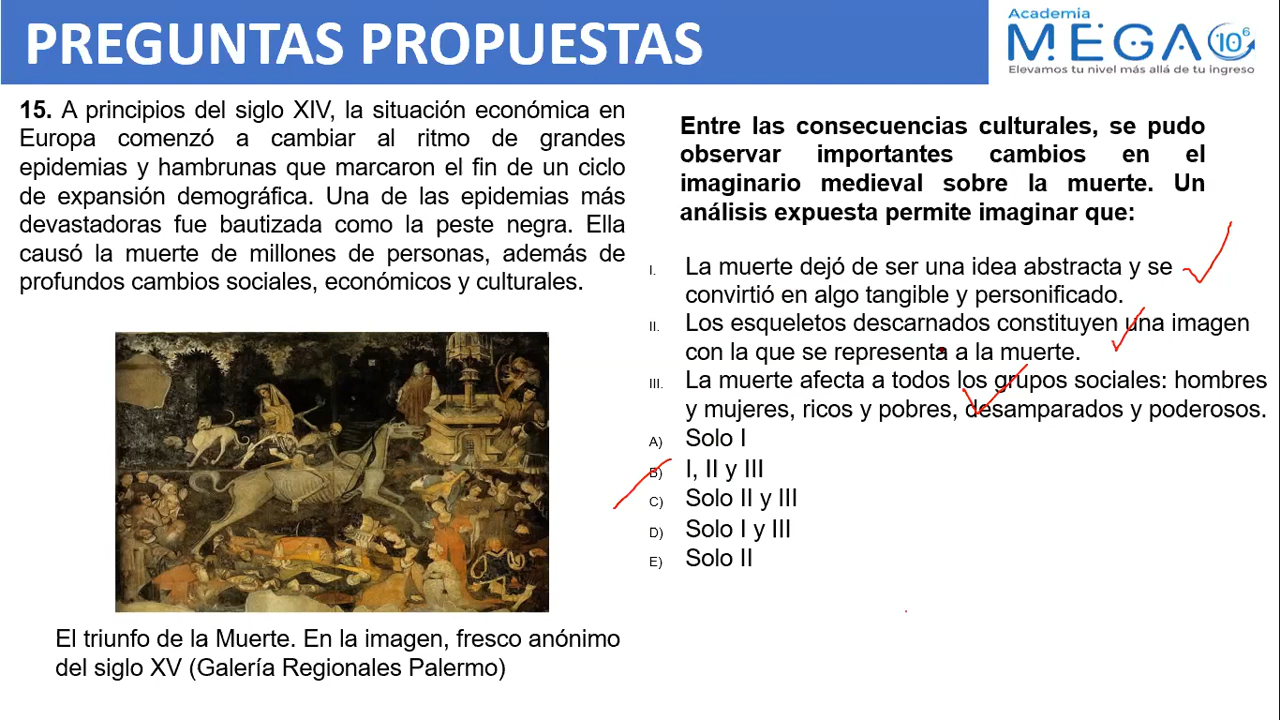 PREGUNTAS PROPUESTAS
Academia
MEGA 10⁶
Elevamos tu nivel más allá de tu ingreso
15. A principios del siglo XIV, la situación económica en
Europa comenzó a cambiar al ritmo de grandes
epidemias y hambrunas que marcaron el fin de un ciclo
de expansión demográfica. Una de las epidemias más
devastadoras fue bautizada como la peste negra. Ella
causó la muerte de millones de personas, además de
profundos cambios sociales, económicos y culturales.
El triunfo de la Muerte. En la imagen, fresco anónimo
del siglo XV (Galería Regionales Palermo)
Entre las consecuencias culturales, se pudo
observar importantes cambios en el
imaginario medieval sobre la muerte. Un
análisis expuesta permite imaginar que:
I. La muerte dejó de ser una idea abstracta y se
convirtió en algo tangible y personificado.
II. Los esqueletos descarnados constituyen una imagen
con la que se representa a la muerte.
III. La muerte afecta a todos los grupos sociales: hombres
y mujeres, ricos y pobres, desamparados y poderosos.
A) Solo I
B) I, II y III
C) Solo II y III
D) Solo I y III
E) Solo II